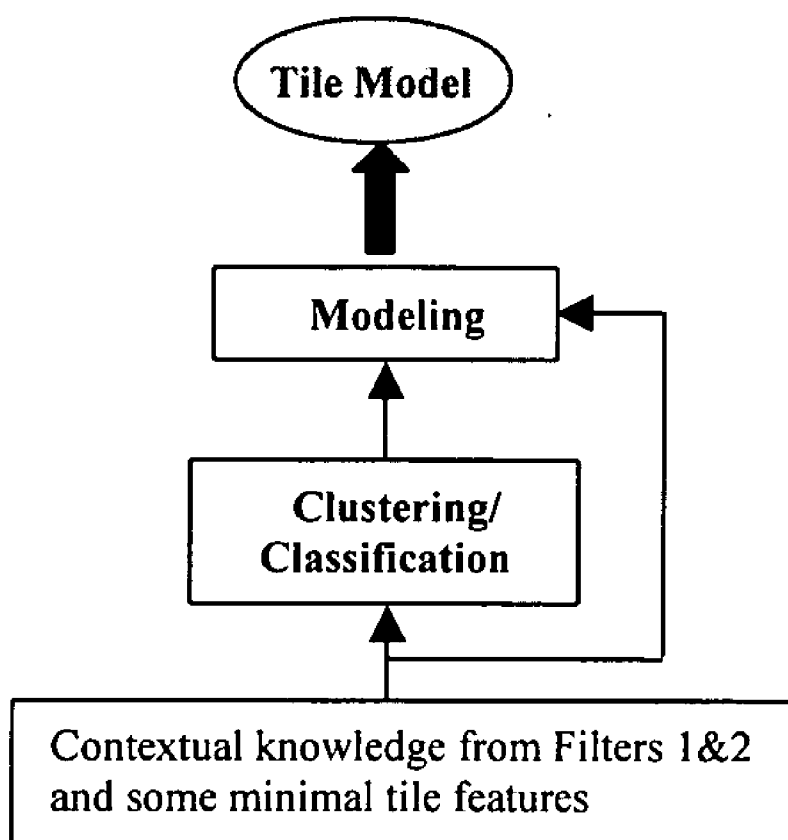 Tile Model
Modeling
Clustering/
Classification
Contextual knowledge from Filters 1&2
and some minimal tile features